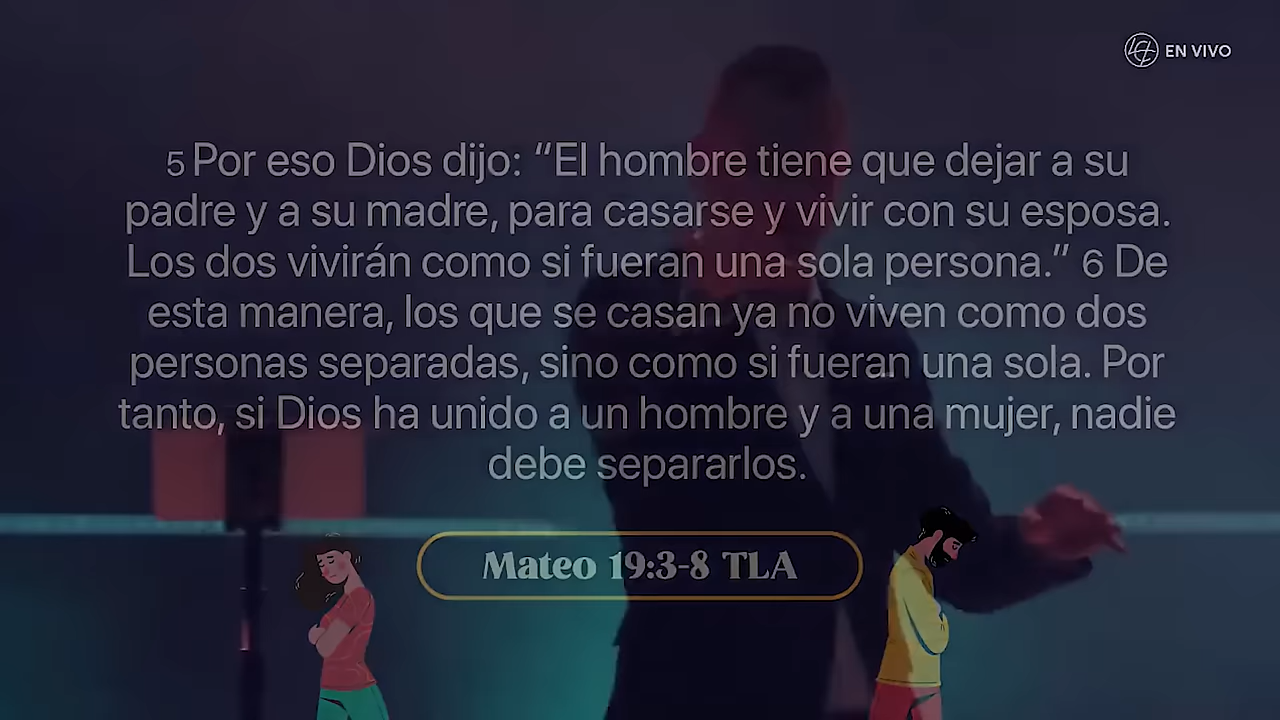 EN VIVO
5 Por eso Dios dijo: “El hombre tiene que dejar a su
padre y a su madre, para casarse y vivir con su esposa.
Los dos vivirán como si fueran una sola persona.” 6 De
esta manera, los que se casan ya no viven como dos
personas separadas, sino como si fueran una sola. Por
tanto, si Dios ha unido a un hombre y a una mujer, nadie
debe separarlos.
Mateo 19:3-8 TLA